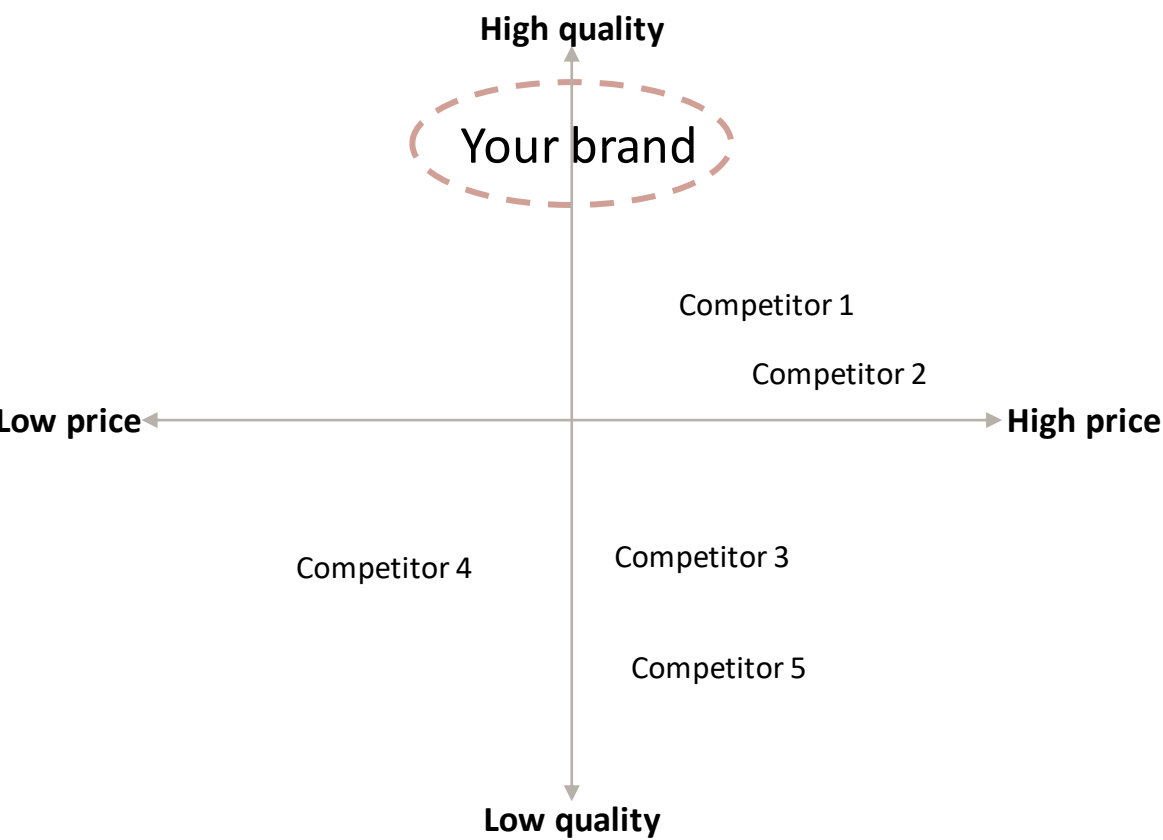 High quality
Your brand
Competitor 1
Competitor 2
Low price
High price
Competitor 3
Competitor 4
Competitor 5
Low quality